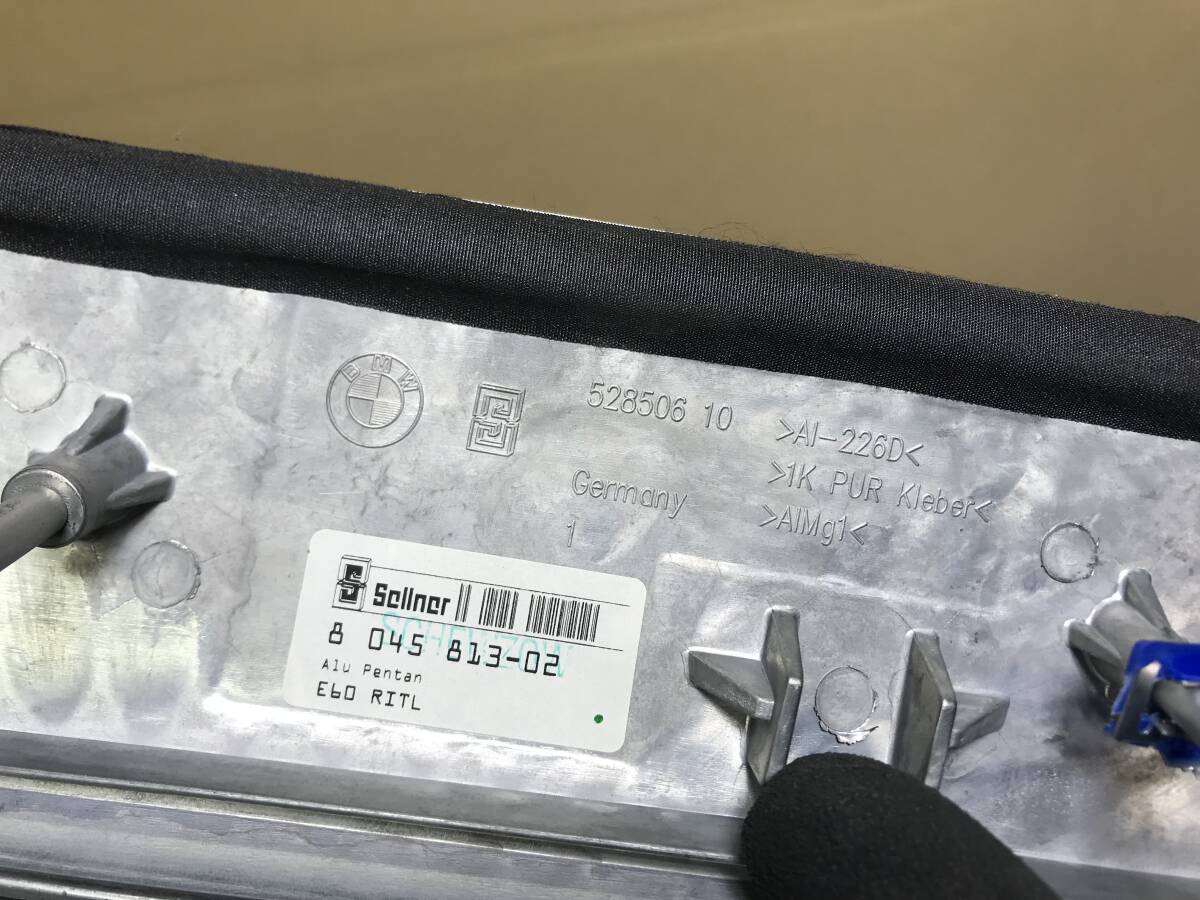 BMW
528506 10
>Al-226D<
>1K PUR Kleber<
>AlMg1<
Germany
1
Sellner
8 045 813-02
Alu Pentan
E60 RITL